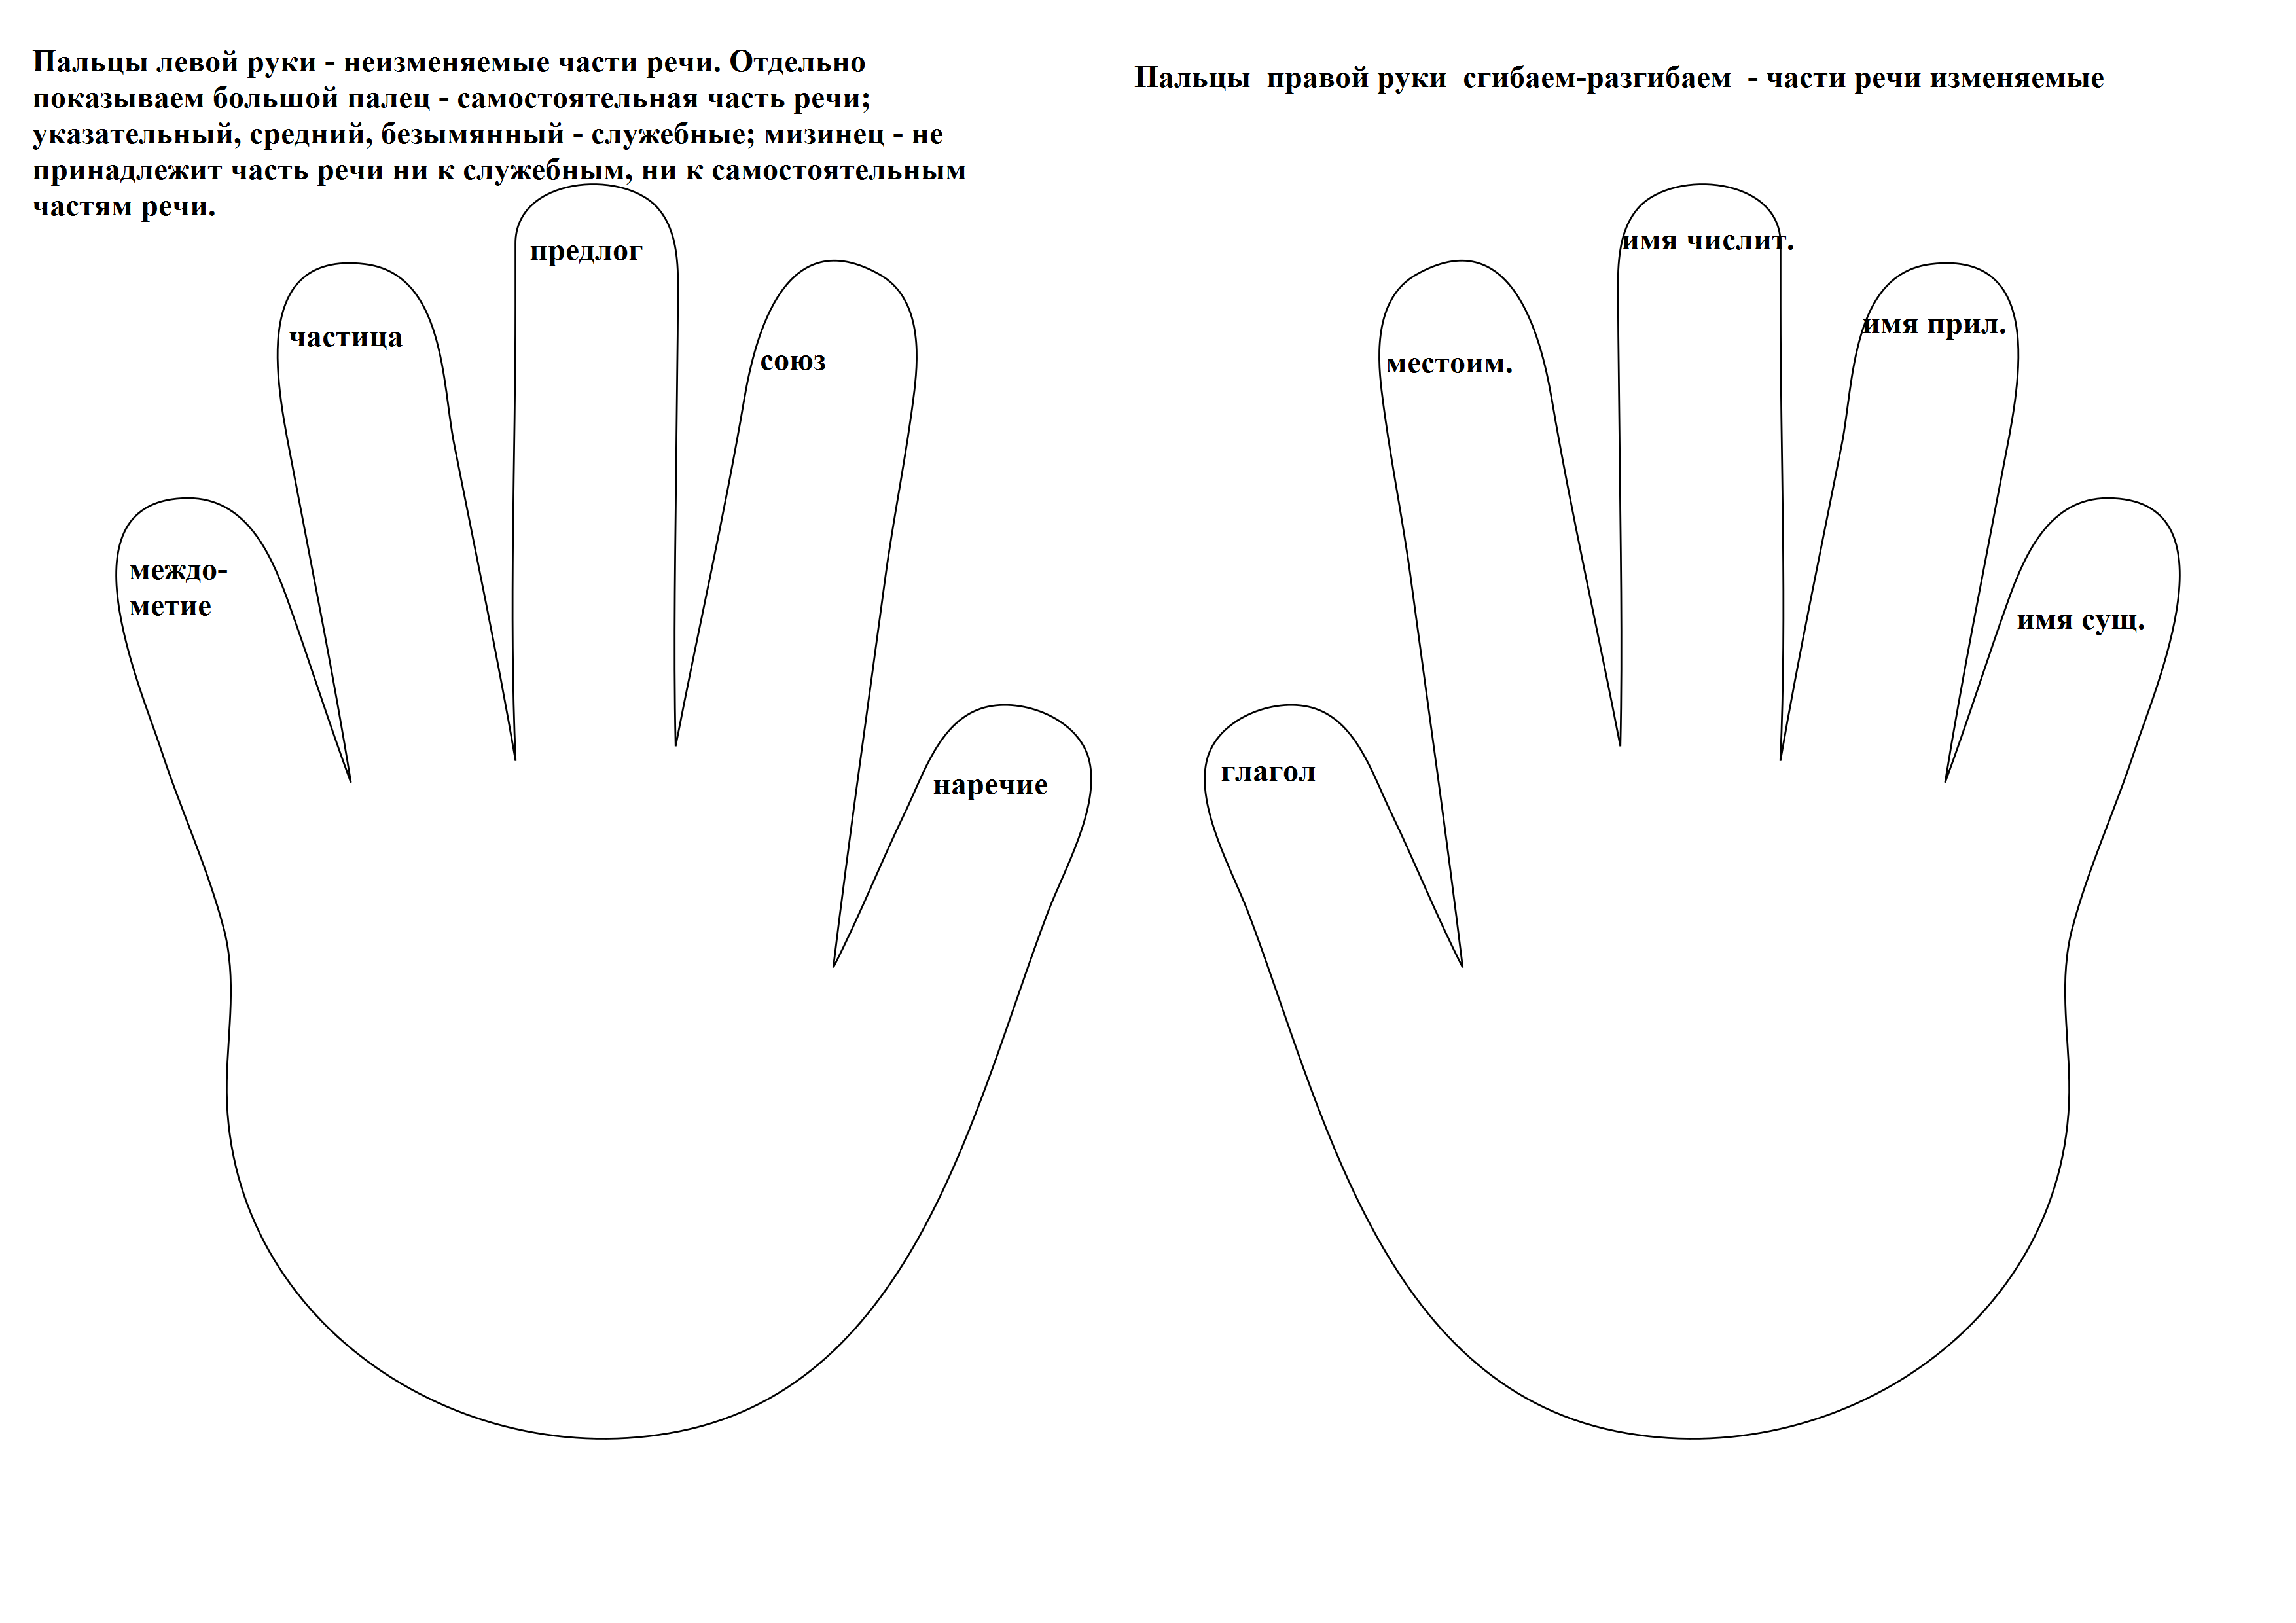 Пальцы левой руки - неизменяемые части речи. Отдельно
показываем большой палец - самостоятельная часть речи;
указательный, средний, безымянный - служебные; мизинец - не
принадлежит часть речи ни к служебным, ни к самостоятельным
частям речи.
предлог
частица
союз
междо-
метие
наречие
Пальцы  правой руки  сгибаем-разгибаем  - части речи изменяемые
имя числит.
местоим.
имя прил.
имя сущ.
глагол